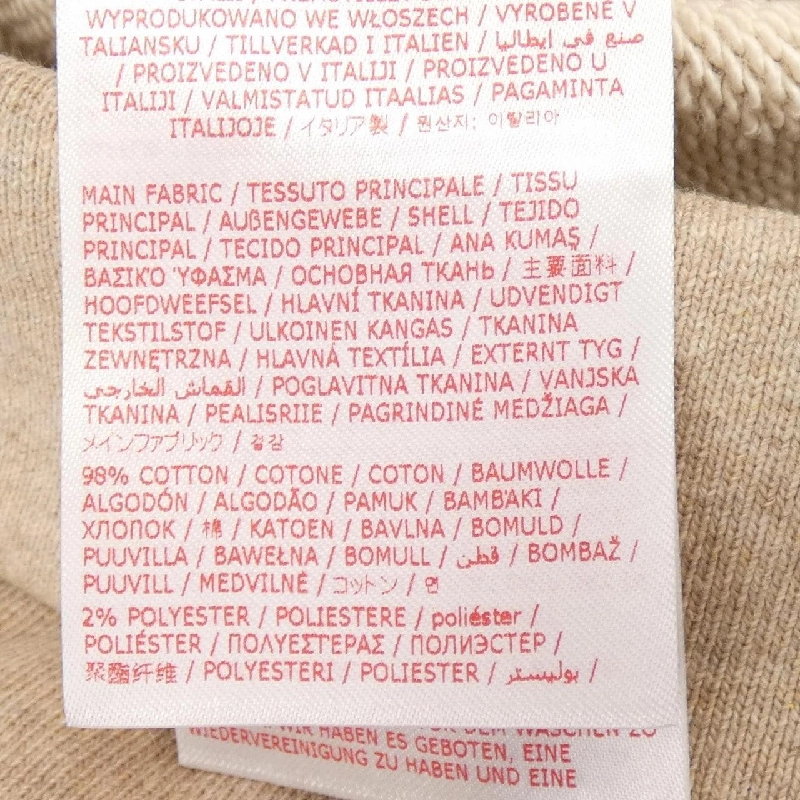 WYPRODUKOWANO WE WŁOSZECH / VYROBENÉ V
TALIANSKU / TILLVERKAD I ITALIEN / صنع في إيطاليا
/ PROIZVEDENO V ITALIJI / PROIZVEDENO U
ITALIJI / VALMISTATUD ITAALIAS / PAGAMINTA
ITALIJOJE / イタリア製 / 원산지: 이탈리아
MAIN FABRIC / TESSUTO PRINCIPALE / TISSU
PRINCIPAL / AUßENGEWEBE / SHELL / TEJIDO
PRINCIPAL / TECIDO PRINCIPAL / ANA KUMAŞ /
ΒΑΣΙΚΌ ΎΦΑΣΜΑ / ОСНОВНАЯ ТКАНЬ / 主要面料 /
HOOFDWEEFSEL / HLAVNÍ TKANINA / UDVENDIGT
TEKSTILSTOF / ULKOINEN KANGAS / TKANINA
ZEWNĘTRZNA / HLAVNÁ TEXTÍLIA / EXTERNT TYG /
القماش الخارجي / POGLAVITNA TKANINA / VANJSKA
TKANINA / PEALISRIIE / PAGRINDINĖ MEDŽIAGA /
メインファブリック / 겉감
98% COTTON / COTONE / COTON / BAUMWOLLE /
ALGODÓN / ALGODÃO / PAMUK / ΒΑΜΒΆΚΙ /
ХЛОПОК / 棉 / KATOEN / BAVLNA / BOMULD /
PUUVILLA / BAWEŁNA / BOMULL / قطن / BOMBAŽ /
PUUVILL / MEDVILNĖ / コットン / 면
2% POLYESTER / POLIESTERE / poliéster /
POLIÉSTER / ΠΟΛΥΕΣΤΕΡΑΣ / ПОЛИЭСТЕР /
聚酯纤维 / POLYESTERI / POLIESTER / بوليستر /
WIR HABEN ES GEBOTEN, EINE
WIEDERVEREINIGUNG ZU HABEN UND EINE